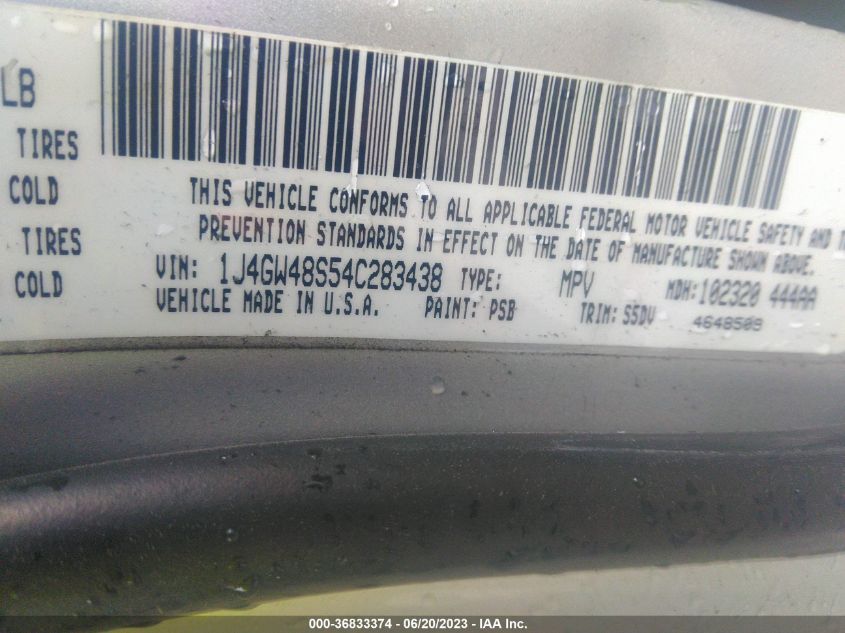 LB
TIRES
COLD
TIRES
COLD
THIS VEHICLE CONFORMS TO ALL APPLICABLE FEDERAL MOTOR VEHICLE SAFETY AND
PREVENTION STANDARDS IN EFFECT ON THE DATE OF MANUFACTURE SHOWN ABOVE.
VIN: 1J4GW48S54C283438 TYPE: MPV MDH:102320 444AA
VEHICLE MADE IN U.S.A. PAINT: PSB TRIM: S5DV 4648509
000-36833374 - 06/20/2023 - IAA Inc.